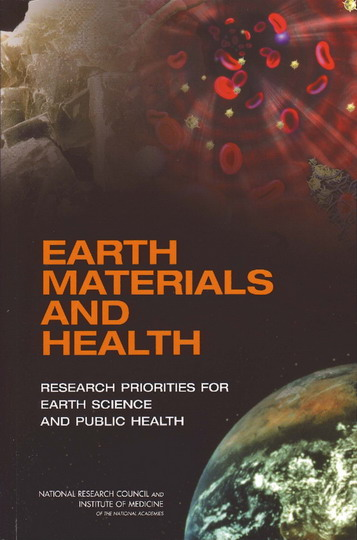 EARTH
MATERIALS
AND
HEALTH
RESEARCH PRIORITIES FOR
EARTH SCIENCE
AND PUBLIC HEALTH
NATIONAL RESEARCH COUNCIL AND
INSTITUTE OF MEDICINE
OF THE NATIONAL ACADEMIES